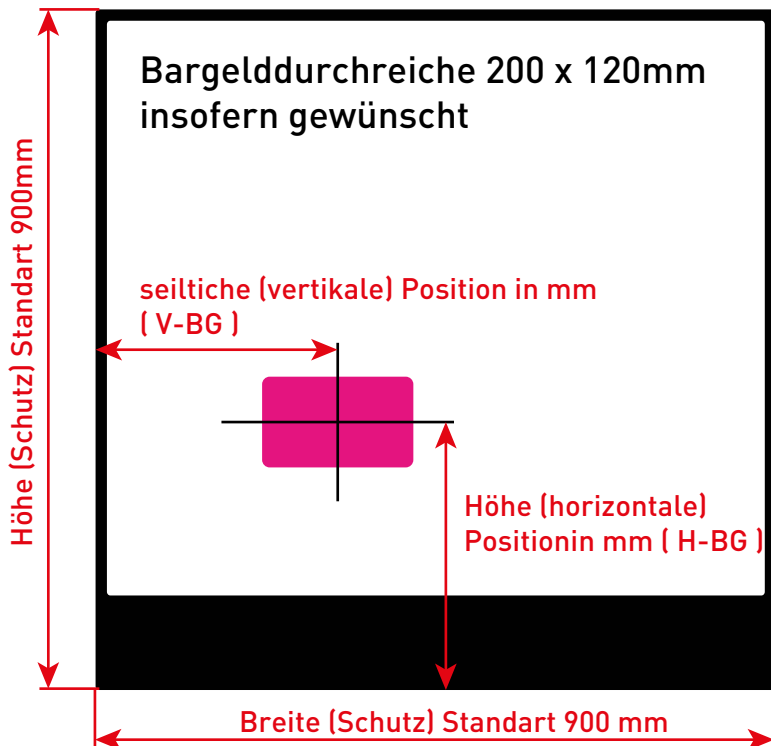 Bargelddurchreiche 200 x 120mm
insofern gewünscht
Höhe (Schutz) Standart 900mm
seiltiche (vertikale) Position in mm
( V-BG )
Höhe (horizontale)
Positionin mm ( H-BG )
Breite (Schutz) Standart 900 mm